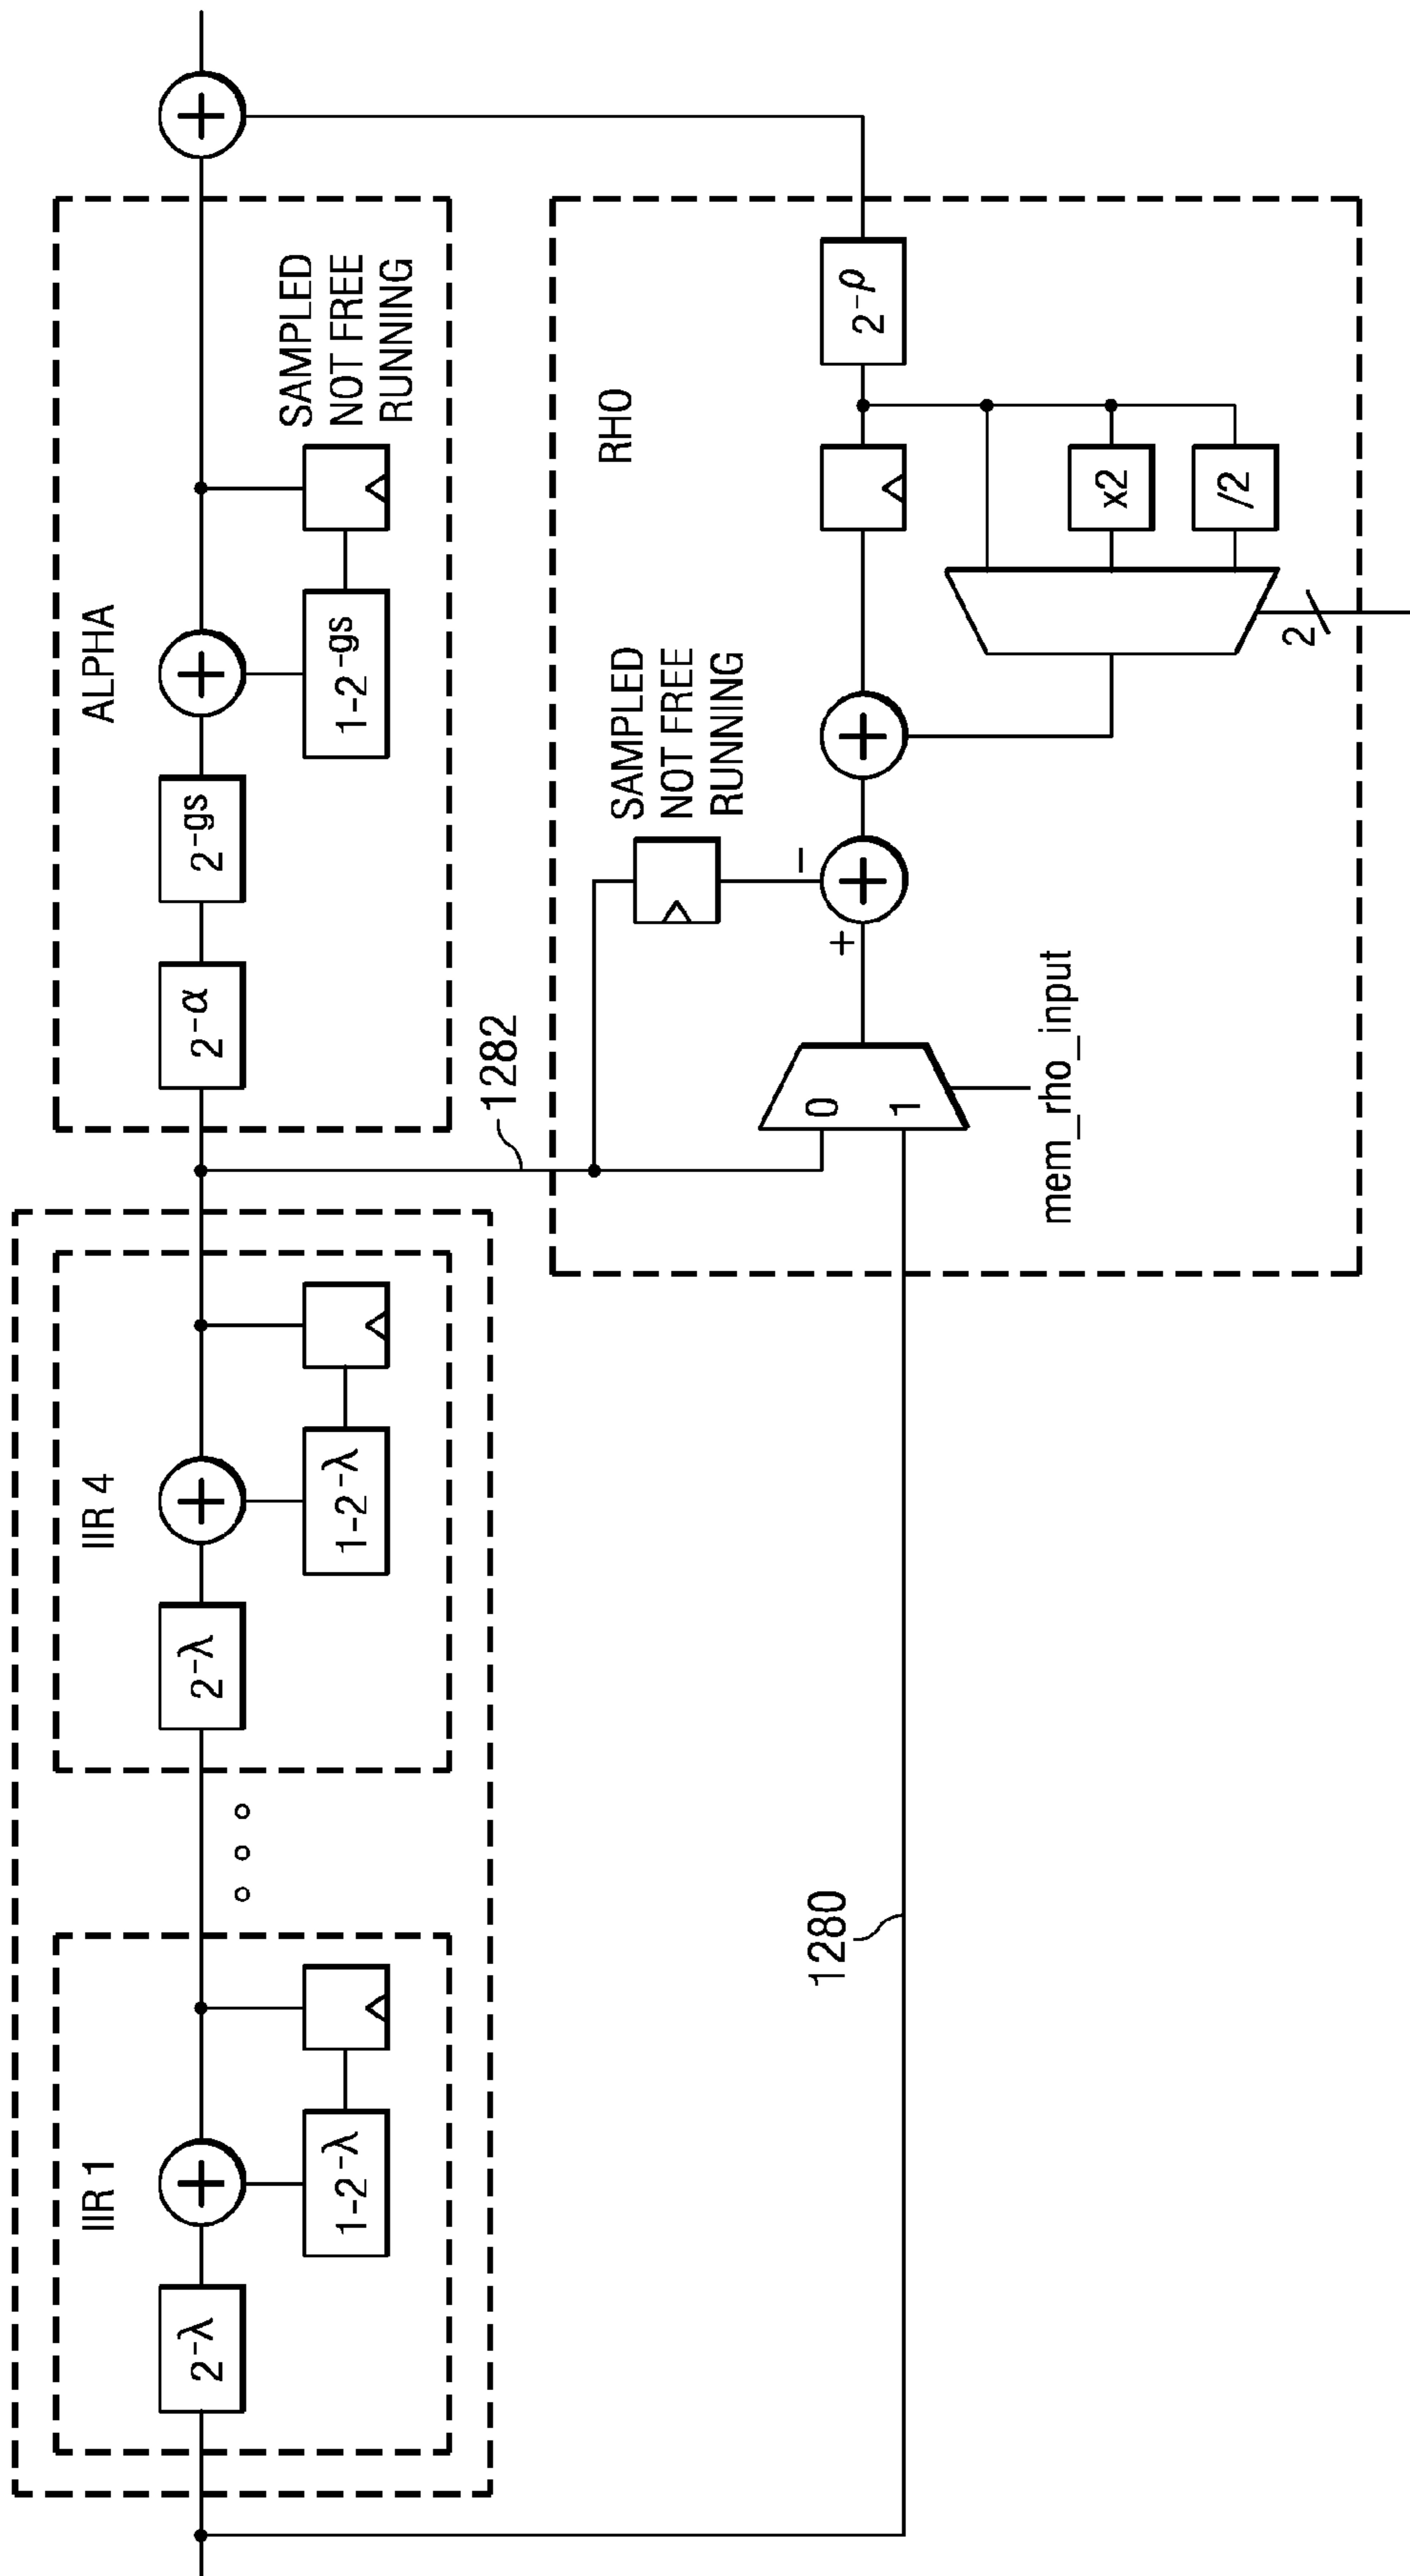 IIR 1
2^-λ
1-2^-λ
IIR 4
2^-λ
1-2^-λ
ALPHA
2^-α
2^-gs
1-2^-gs
SAMPLED
NOT FREE
RUNNING
1282
1280
RHO
0
1
mem_rho_input
+
−
SAMPLED
NOT FREE
RUNNING
2
x2
/2
2^-ρ